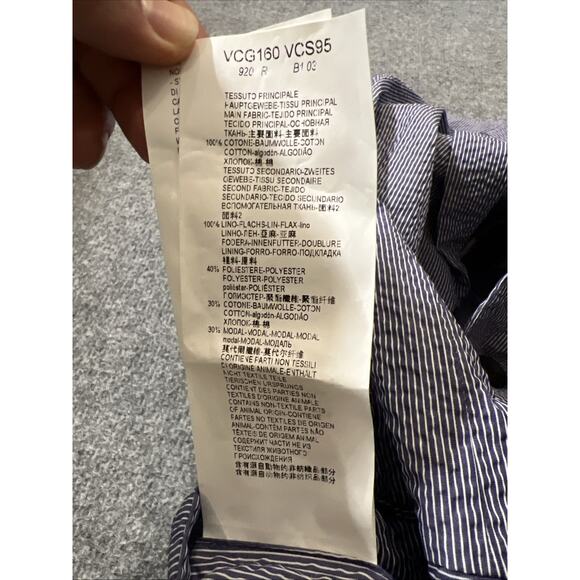 VCG160 VCS95
920 R B1 03
TESSUTO PRINCIPALE
HAUPTGEWEBE-TISSU PRINCIPAL
MAIN FABRIC-TEJIDO PRINCIPAL
TECIDO PRINCIPAL-ОСНОВНАЯ
ТКАНЬ-主要面料-主要面料
100% COTONE-BAUMWOLLE-COTON
COTTON-algodón-ALGODÃO
ХЛОПОК-棉-棉
TESSUTO SECONDARIO-ZWEITES
GEWEBE-TISSU SECONDAIRE
SECOND FABRIC-TEJIDO
SECUNDARIO-TECIDO SECUNDÁRIO
ВСПОМОГАТЕЛЬНАЯ ТКАНЬ-面料2
面料2
100% LINO-FLACHS-LIN-FLAX-lino
LINHO-ЛЕН-亞麻-亚麻
FODERA-INNENFUTTER-DOUBLURE
LINING-FORRO-FORRO-ПОДКЛАДКА
裡料-里料
40% POLIESTERE-POLYESTER
POLYESTER-POLYESTER
poliéster-POLIÉSTER
ПОЛИЭСТЕР-聚酯纖維-聚酯纤维
30% COTONE-BAUMWOLLE-COTON
COTTON-algodón-ALGODÃO
ХЛОПОК-棉-棉
30% MODAL-MODAL-MODAL-MODAL
modal-MODAL-МОДАЛЬ
莫代爾纖維-莫代尔纤维
CONTIENE PARTI NON TESSILI
DI ORIGINE ANIMALE-ENTHÄLT
NICHT TEXTILE TEILE
TIERISCHEN URSPRUNGS
CONTIENT DES PARTIES NON
TEXTILES D'ORIGINE ANIMALE
CONTAINS NON-TEXTILE PARTS
OF ANIMAL ORIGIN-CONTIENE
PARTES NO TEXTILES DE ORIGEN
ANIMAL-CONTÉM PARTES NÃO
TÊXTEIS DE ORIGEM ANIMAL
СОДЕРЖИТ ЧАСТИ НЕ ИЗ
ТЕКСТИЛЯ ЖИВОТНОГО
ПРОИСХОЖДЕНИЯ
含有源自動物的非紡織品部分
含有源自动物的非纺织品部分